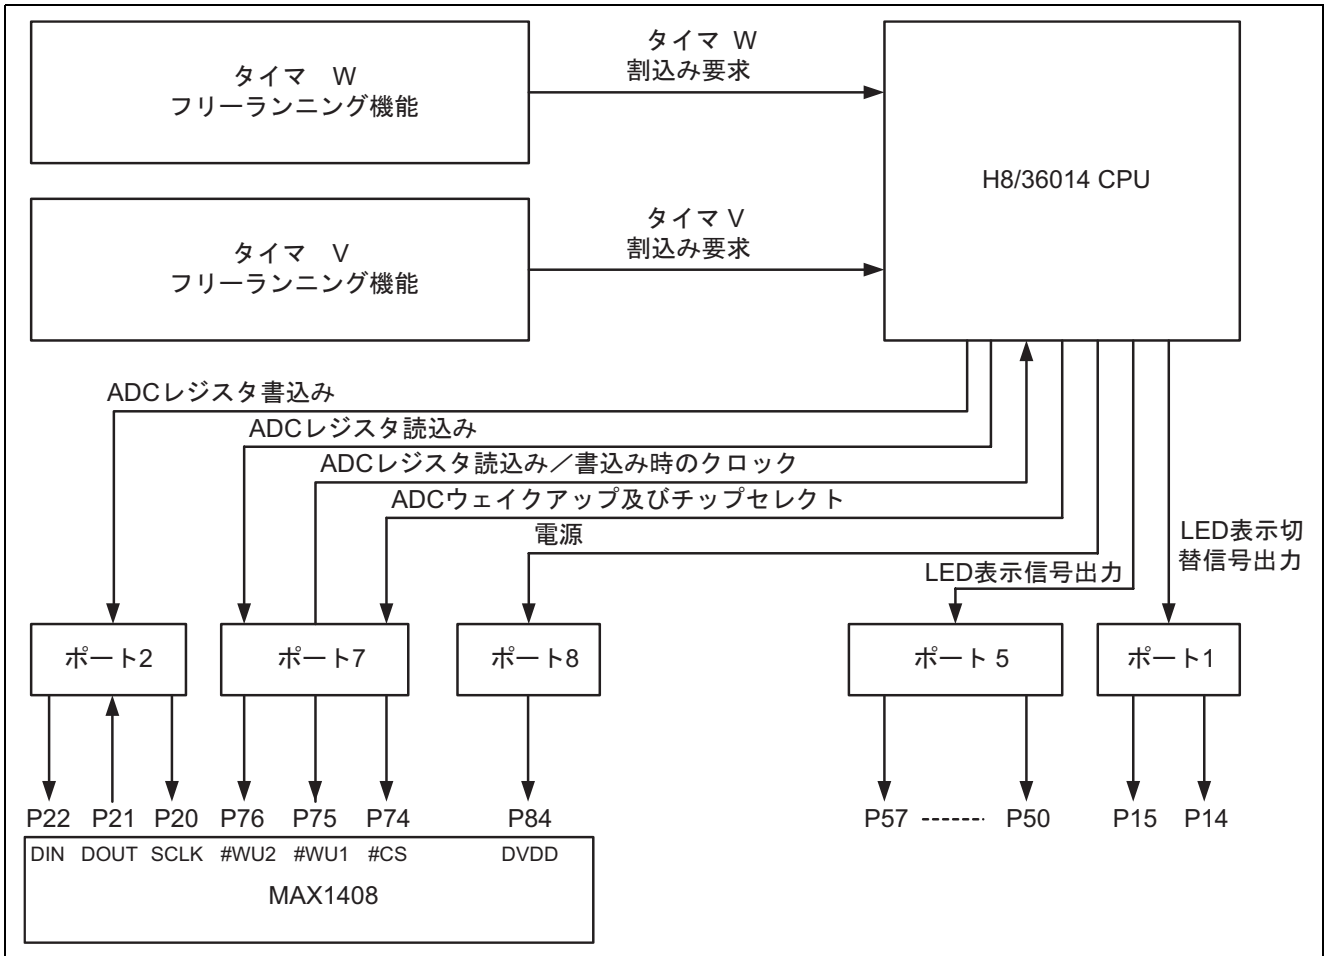 タイマ W
割込み要求
タイマ　W
フリーランニング機能
H8/36014 CPU
タイマ V
割込み要求
タイマ　V
フリーランニング機能
ADCレジスタ書込み
ADCレジスタ読込み
ADCレジスタ読込み／書込み時のクロック
ADCウェイクアップ及びチップセレクト
電源
LED表示切
替信号出力
LED表示信号出力
ポート2
ポート7
ポート8
ポート 5
ポート1
P22 P21 P20 P76 P75 P74 P84 P57 ------- P50 P15 P14
DIN DOUT SCLK #WU2 #WU1 #CS DVDD
MAX1408